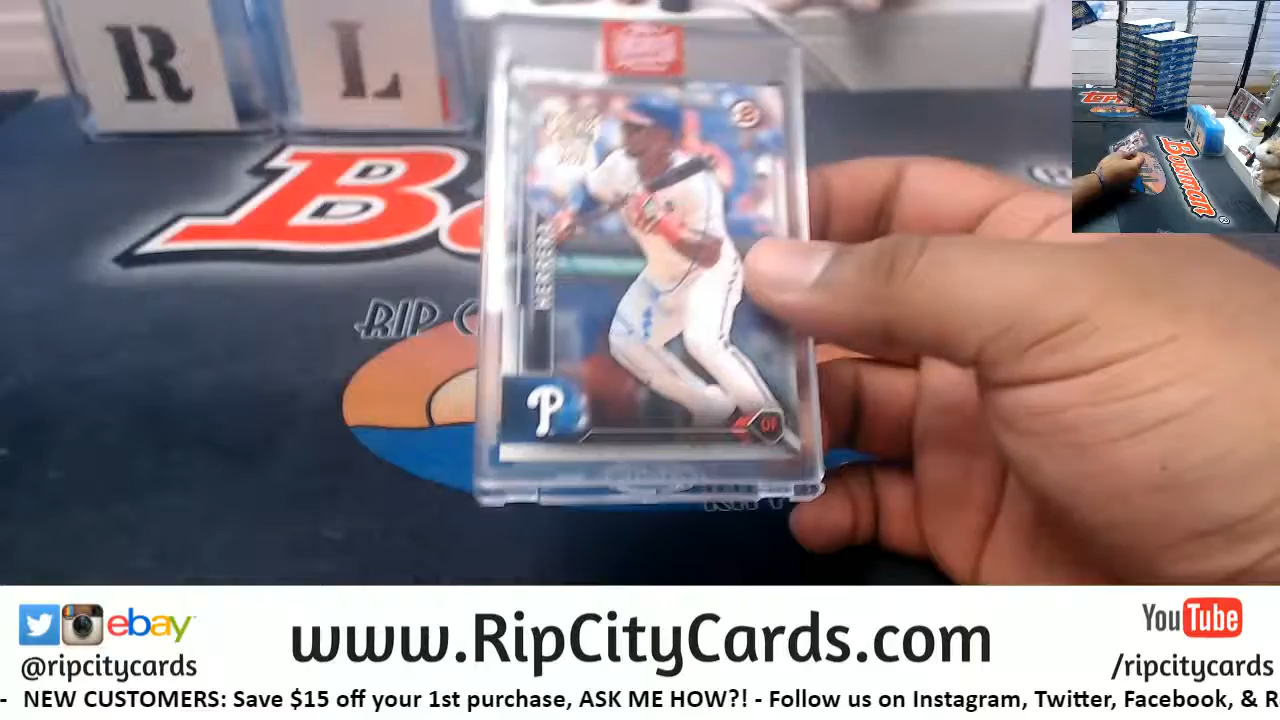 R L
B
RIP C
HERRERA
P
OF
Bowman
www.RipCityCards.com
ebay
@ripcitycards
YouTube
/ripcitycards
- NEW CUSTOMERS: Save $15 off your 1st purchase, ASK ME HOW?! - Follow us on Instagram, Twitter, Facebook, & R